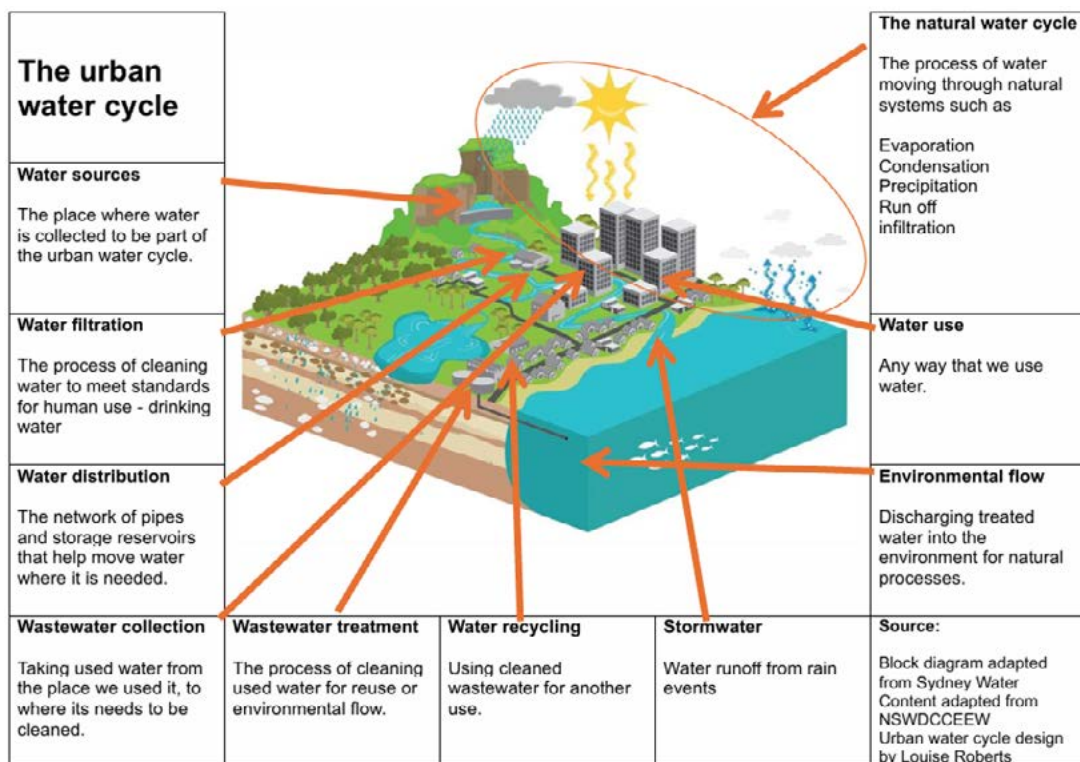 The urban
water cycle
Water sources
The place where water
is collected to be part of
the urban water cycle.
Water filtration
The process of cleaning
water to meet standards
for human use - drinking
water
Water distribution
The network of pipes
and storage reservoirs
that help move water
where it is needed.
Wastewater collection
Taking used water from
the place we used it, to
where its needs to be
cleaned.
Wastewater treatment
The process of cleaning
used water for reuse or
environmental flow.
Water recycling
Using cleaned
wastewater for another
use.
Stormwater
Water runoff from rain
events
The natural water cycle
The process of water
moving through natural
systems such as
Evaporation
Condensation
Precipitation
Run off
infiltration
Water use
Any way that we use
water.
Environmental flow
Discharging treated
water into the
environment for natural
processes.
Source:
Block diagram adapted
from Sydney Water
Content adapted from
NSWDCCEEW
Urban water cycle design
by Louise Roberts